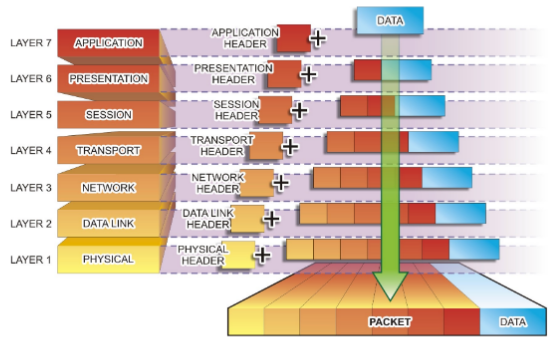 DATA
LAYER 7
APPLICATION
APPLICATION
HEADER
+
LAYER 6
PRESENTATION
PRESENTATION
HEADER
+
LAYER 5
SESSION
SESSION
HEADER
+
LAYER 4
TRANSPORT
TRANSPORT
HEADER
+
LAYER 3
NETWORK
NETWORK
HEADER
+
LAYER 2
DATA LINK
DATA LINK
HEADER
+
LAYER 1
PHYSICAL
PHYSICAL
HEADER
+
PACKET
DATA